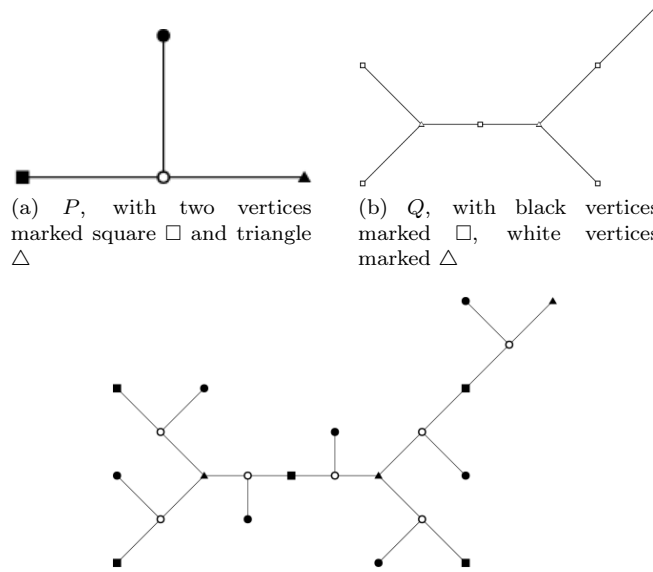 (a) P, with two vertices
marked square □ and triangle
△
(b) Q, with black vertices
marked □, white vertices
marked △